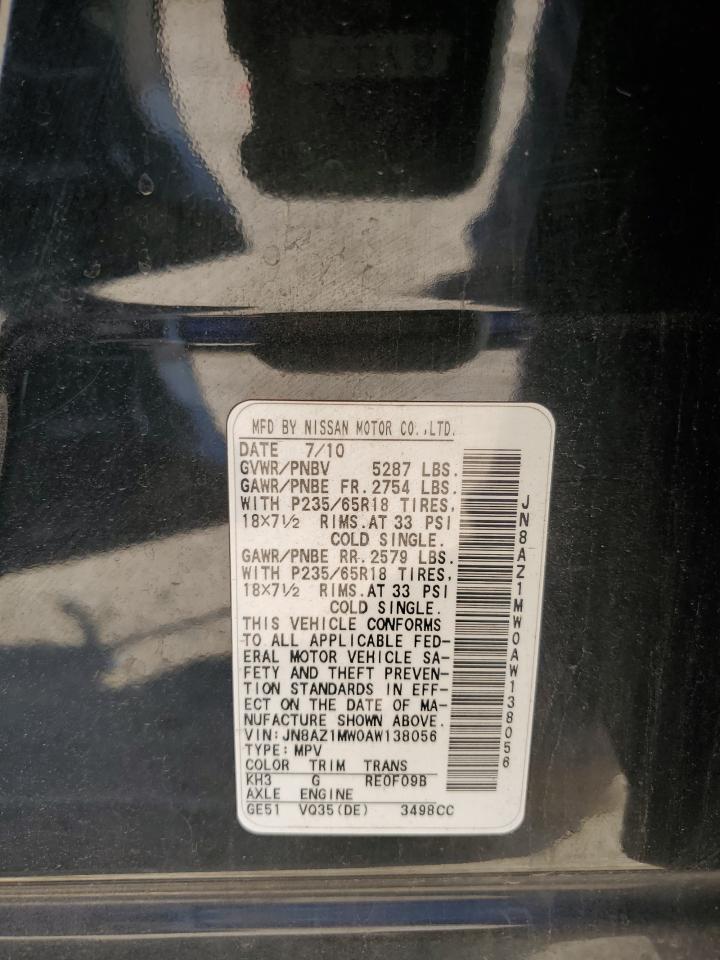 MFD BY NISSAN MOTOR CO.,LTD.
DATE 7/10
GVWR/PNBV 5287 LBS.
GAWR/PNBE FR. 2754 LBS.
WITH P235/65R18 TIRES,
18×7½ RIMS. AT 33 PSI
COLD SINGLE.
GAWR/PNBE RR. 2579 LBS.
WITH P235/65R18 TIRES,
18×7½ RIMS. AT 33 PSI
COLD SINGLE.
THIS VEHICLE CONFORMS
TO ALL APPLICABLE FED-
ERAL MOTOR VEHICLE SA-
FETY AND THEFT PREVEN-
TION STANDARDS IN EFF-
ECT ON THE DATE OF MA-
NUFACTURE SHOWN ABOVE.
VIN: JN8AZ1MW0AW138056
TYPE: MPV
COLOR TRIM TRANS
KH3 G RE0F09B
AXLE ENGINE
GE51 VQ35(DE) 3498CC
JN8AZ1MW0AW138056